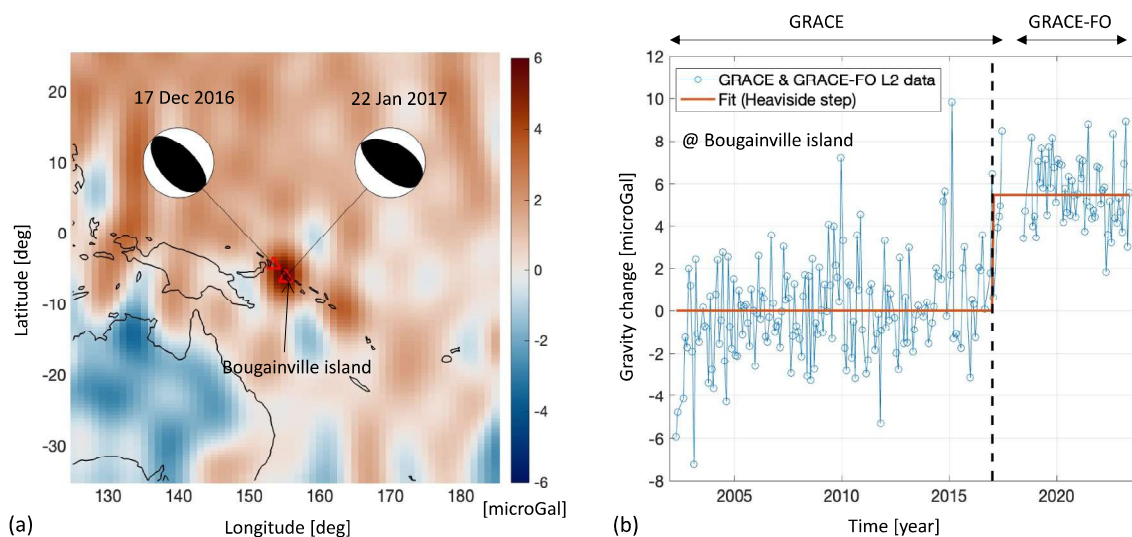 17 Dec 2016
22 Jan 2017
Bougainville island
Latitude [deg]
20
10
0
-10
-20
-30
130
140
150
160
170
180
Longitude [deg]
6
4
2
0
-2
-4
-6
[microGal]
(a)
GRACE
GRACE-FO
GRACE & GRACE-FO L2 data
Fit (Heaviside step)
@ Bougainville island
Gravity change [microGal]
12
10
8
6
4
2
0
-2
-4
-6
-8
2005
2010
2015
2020
Time [year]
(b)